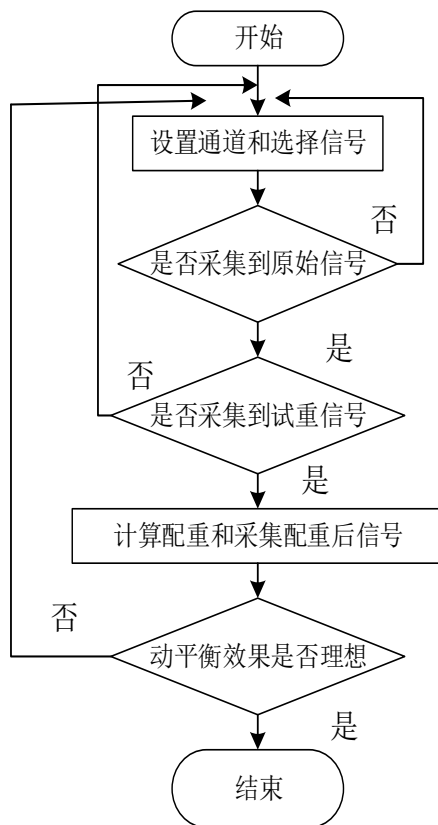 开始
设置通道和选择信号
否
是否采集到原始信号
是
否
是否采集到试重信号
是
计算配重和采集配重后信号
否
动平衡效果是否理想
是
结束